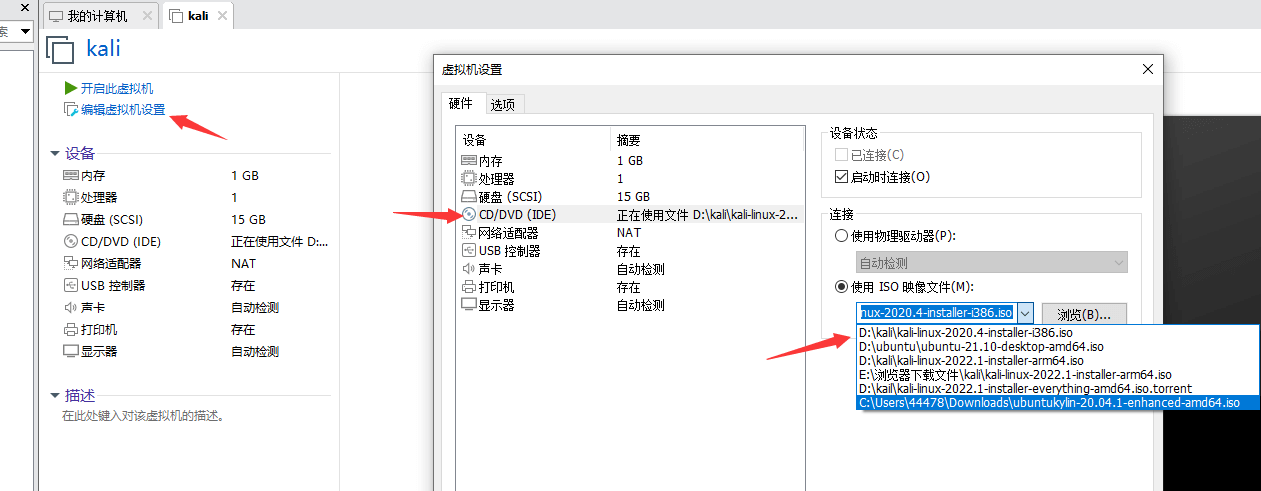 我的计算机
kali
索
kali
开启此虚拟机
编辑虚拟机设置
设备
内存 1 GB
处理器 1
硬盘 (SCSI) 15 GB
CD/DVD (IDE) 正在使用文件 D:...
网络适配器 NAT
USB 控制器 存在
声卡 自动检测
打印机 存在
显示器 自动检测
描述
在此处键入对该虚拟机的描述。
虚拟机设置
硬件 选项
设备 摘要
内存 1 GB
处理器 1
硬盘 (SCSI) 15 GB
CD/DVD (IDE) 正在使用文件 D:\kali\kali-linux-2...
网络适配器 NAT
USB 控制器 存在
声卡 自动检测
打印机 存在
显示器 自动检测
设备状态
已连接(C)
启动时连接(O)
连接
使用物理驱动器(P):
自动检测
使用 ISO 映像文件(M):
nux-2020.4-installer-i386.iso 浏览(B)...
D:\kali\kali-linux-2020.4-installer-i386.iso
D:\ubuntu\ubuntu-21.10-desktop-amd64.iso
D:\kali\kali-linux-2022.1-installer-arm64.iso
E:\浏览器下载文件\kali\kali-linux-2022.1-installer-arm64.iso
D:\kail\kali-linux-2022.1-installer-everything-amd64.iso.torrent
C:\Users\44478\Downloads\ubuntukylin-20.04.1-enhanced-amd64.iso